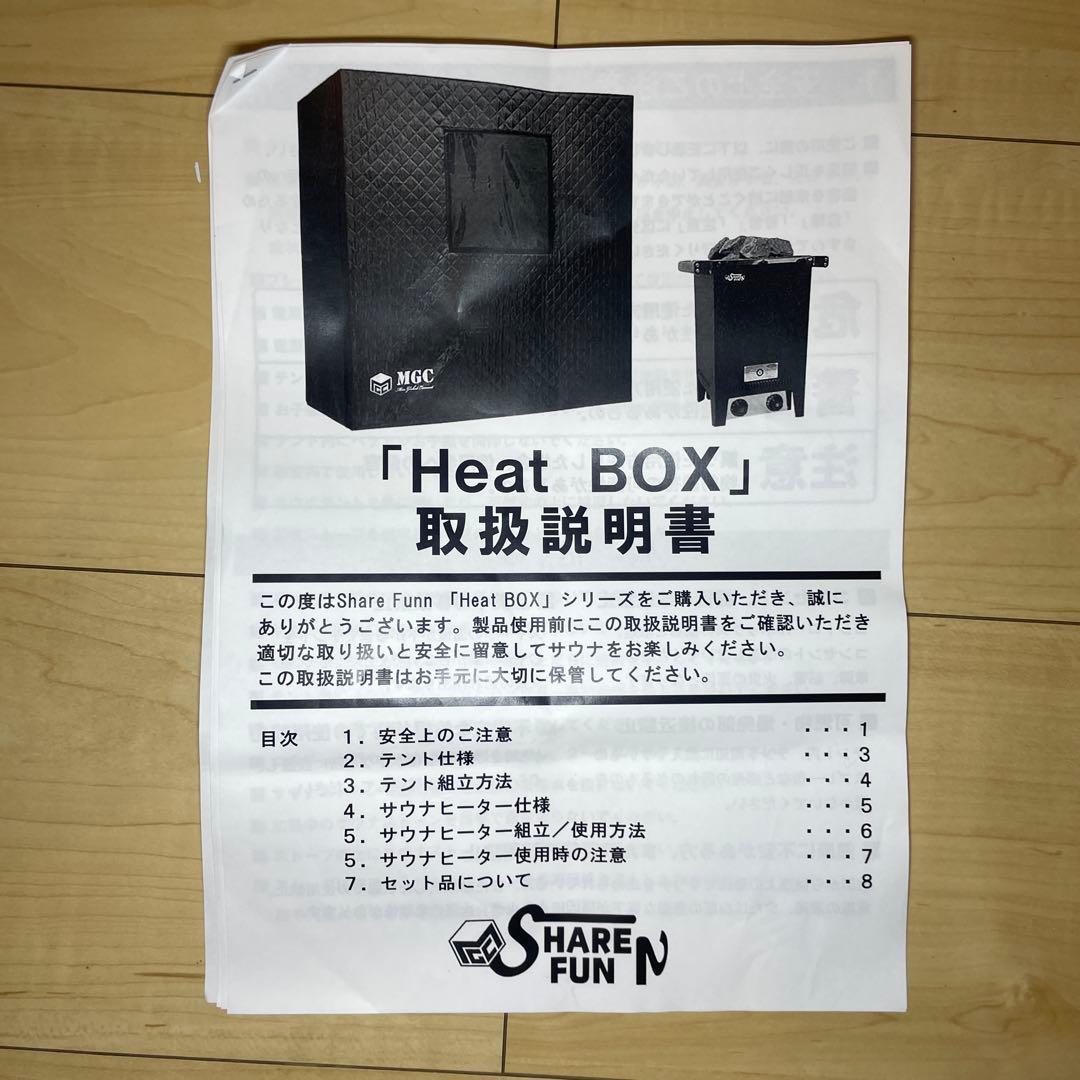 MGC
SHARE FUN
「Heat BOX」
取扱説明書
この度はShare Funn 「Heat BOX」シリーズをご購入いただき、誠に
ありがとうございます。製品使用前にこの取扱説明書をご確認いただき
適切な取り扱いと安全に留意してサウナをお楽しみください。
この取扱説明書はお手元に大切に保管してください。
目次 1．安全上のご注意 ・・・1
2．テント仕様 ・・・3
3．テント組立方法 ・・・4
4．サウナヒーター仕様 ・・・5
5．サウナヒーター組立／使用方法 ・・・6
5．サウナヒーター使用時の注意 ・・・7
7．セット品について ・・・8
SHARE
FUN N